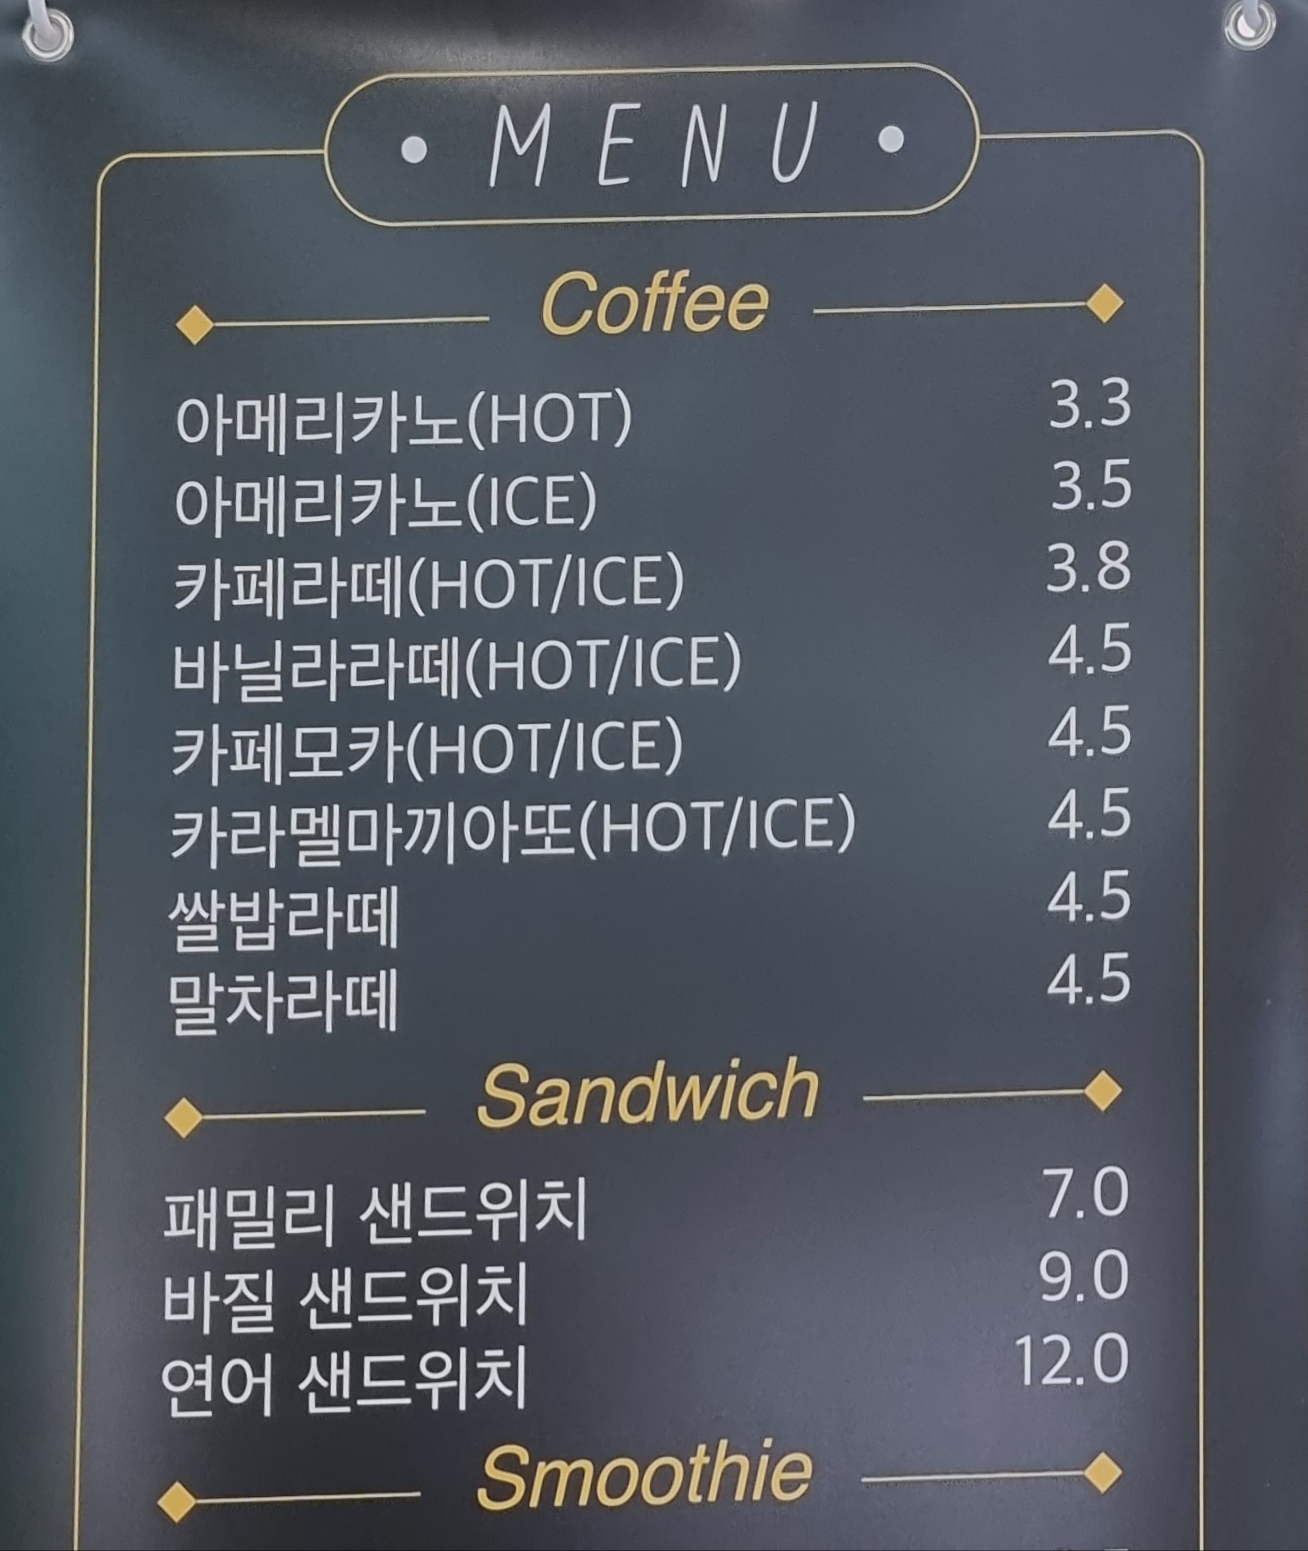 • MENU •
Coffee
아메리카노(HOT) 3.3
아메리카노(ICE) 3.5
카페라떼(HOT/ICE) 3.8
바닐라라떼(HOT/ICE) 4.5
카페모카(HOT/ICE) 4.5
카라멜마끼아또(HOT/ICE) 4.5
쌀밥라떼 4.5
말차라떼 4.5
Sandwich
패밀리 샌드위치 7.0
바질 샌드위치 9.0
연어 샌드위치 12.0
Smoothie